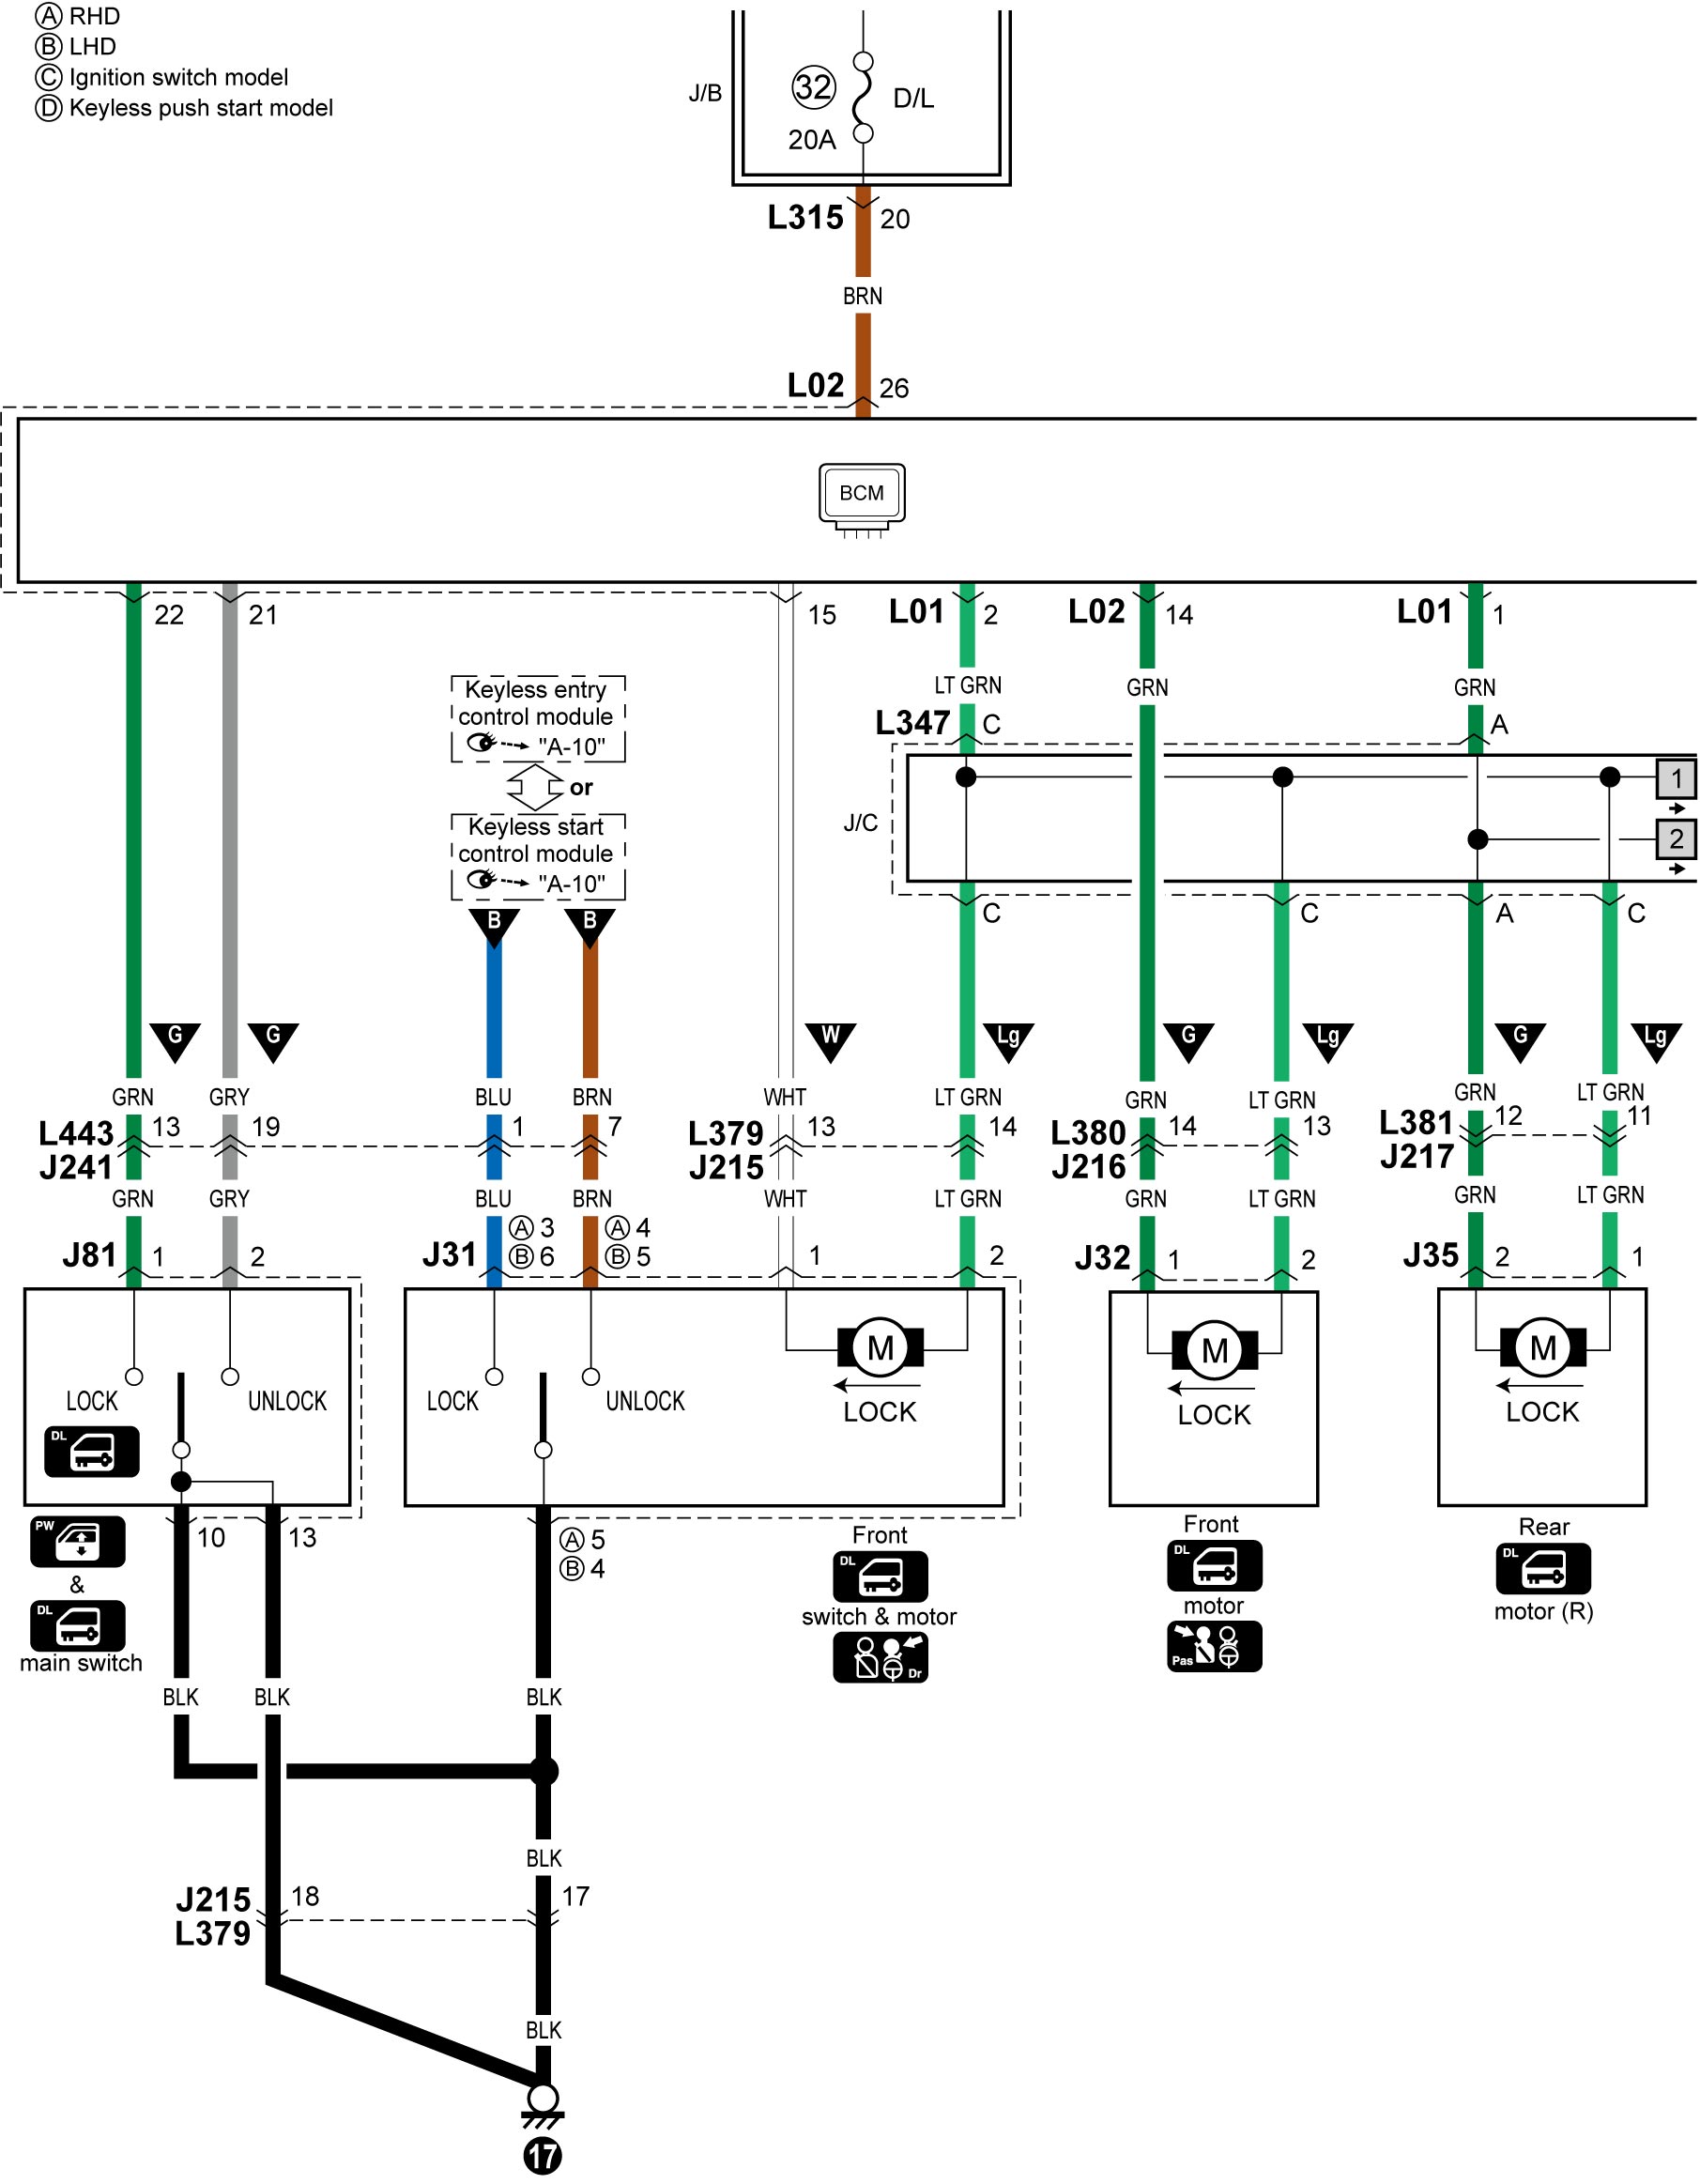 A RHD
B LHD
C Ignition switch model
D Keyless push start model
J/B
32
D/L
20A
L315 20
BRN
L02 26
BCM
22 21 15 L01 2 L02 14 L01 1
LT GRN GRN GRN
L347 C A
Keyless entry
control module
"A-10"
or
Keyless start
control module
"A-10"
J/C
1
2
C C A C
B B
G G W Lg G Lg G Lg
GRN GRY BLU BRN WHT LT GRN GRN LT GRN GRN LT GRN
L443 13 19 1 7 L379 13 14 L380 14 13 L381 12 11
J241 J215 J216 J217
GRN GRY BLU BRN WHT LT GRN GRN LT GRN GRN LT GRN
A 3 A 4
B 6 B 5
J81 1 2 J31 1 2 J32 1 2 J35 2 1
M M M
LOCK UNLOCK LOCK UNLOCK LOCK LOCK LOCK
DL
10 13
A 5
B 4
PW
&
DL
main switch
Front
DL
switch & motor
Dr
Front
DL
motor
Pas
Rear
DL
motor (R)
BLK BLK BLK
BLK
J215 18 17
L379
BLK
17